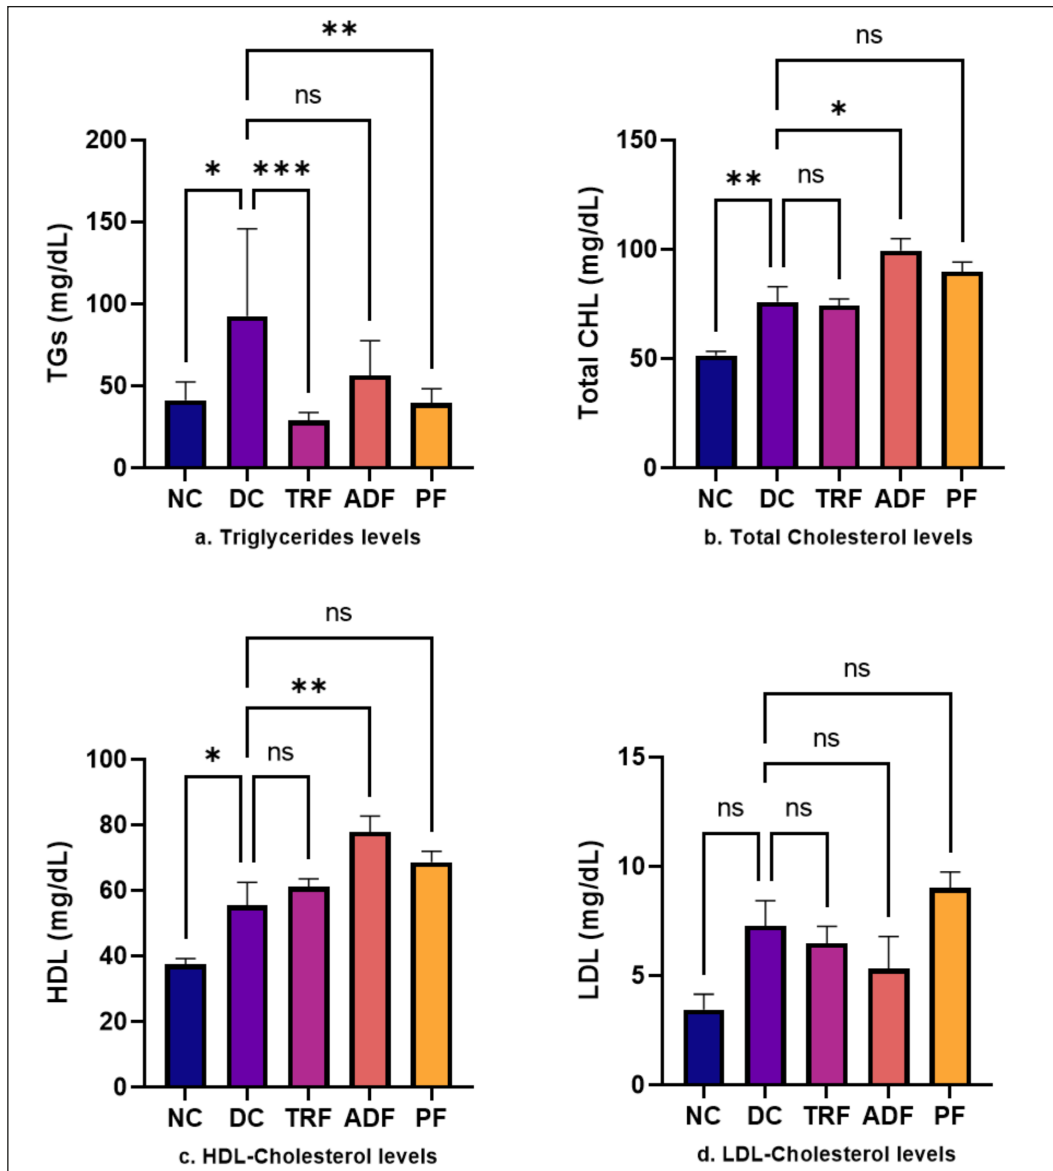 **
ns
* ***
TGs (mg/dL)
200
150
100
50
0
NC DC TRF ADF PF
a. Triglycerides levels
ns
*
** ns
Total CHL (mg/dL)
150
100
50
0
NC DC TRF ADF PF
b. Total Cholesterol levels
ns
**
* ns
HDL (mg/dL)
100
80
60
40
20
0
NC DC TRF ADF PF
c. HDL-Cholesterol levels
ns
ns
ns ns
LDL (mg/dL)
15
10
5
0
NC DC TRF ADF PF
d. LDL-Cholesterol levels